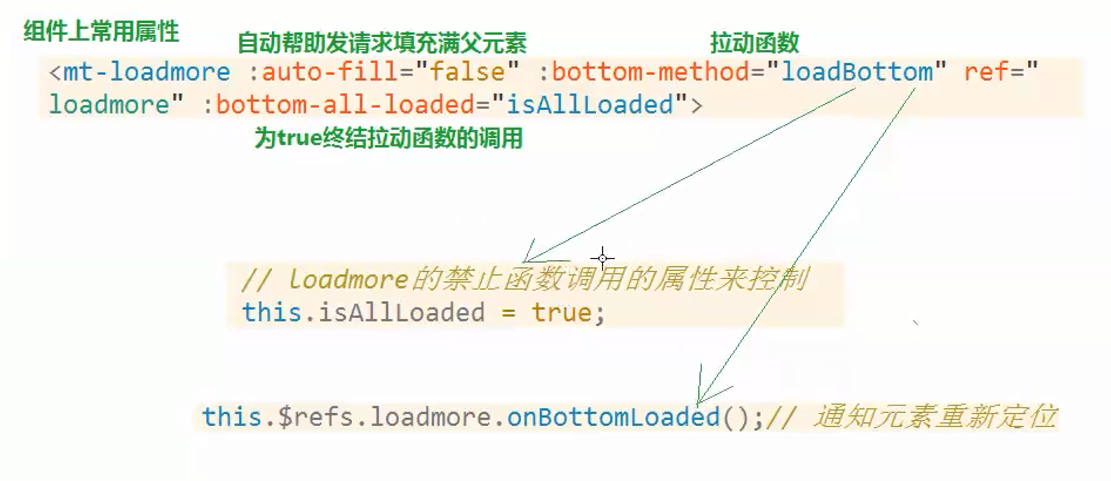 组件上常用属性
自动帮助发请求填充满父元素
拉动函数
<mt-loadmore :auto-fill="false" :bottom-method="loadBottom" ref="
loadmore" :bottom-all-loaded="isAllLoaded">
为true终结拉动函数的调用
// loadmore的禁止函数调用的属性来控制
this.isAllLoaded = true;
this.$refs.loadmore.onBottomLoaded();// 通知元素重新定位